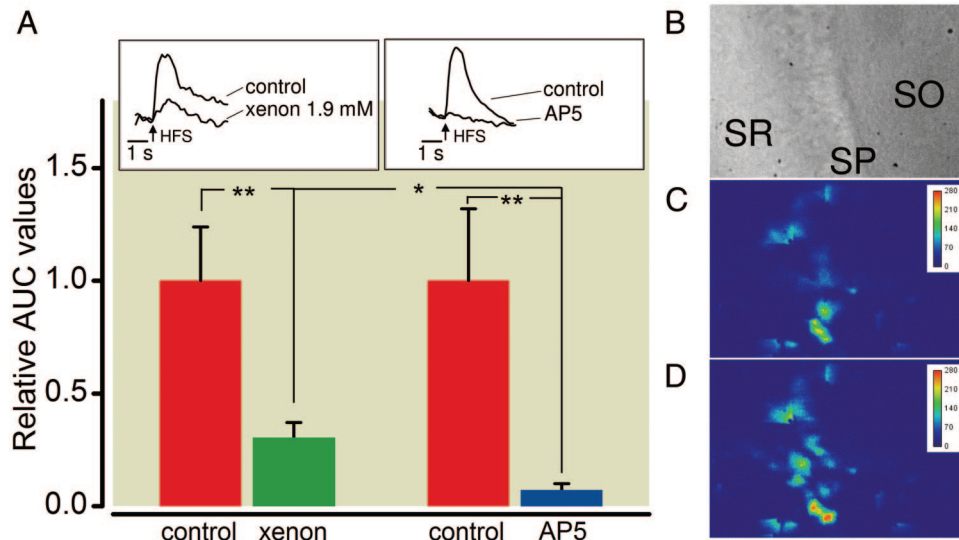 A
control
xenon 1.9 mM
HFS
1 s
control
AP5
HFS
1 s
Relative AUC values
1.5
1.0
0.5
0.0
**
*
**
control
xenon
control
AP5
B
SR
SP
SO
C
280
210
140
70
0
D
280
210
140
70
0